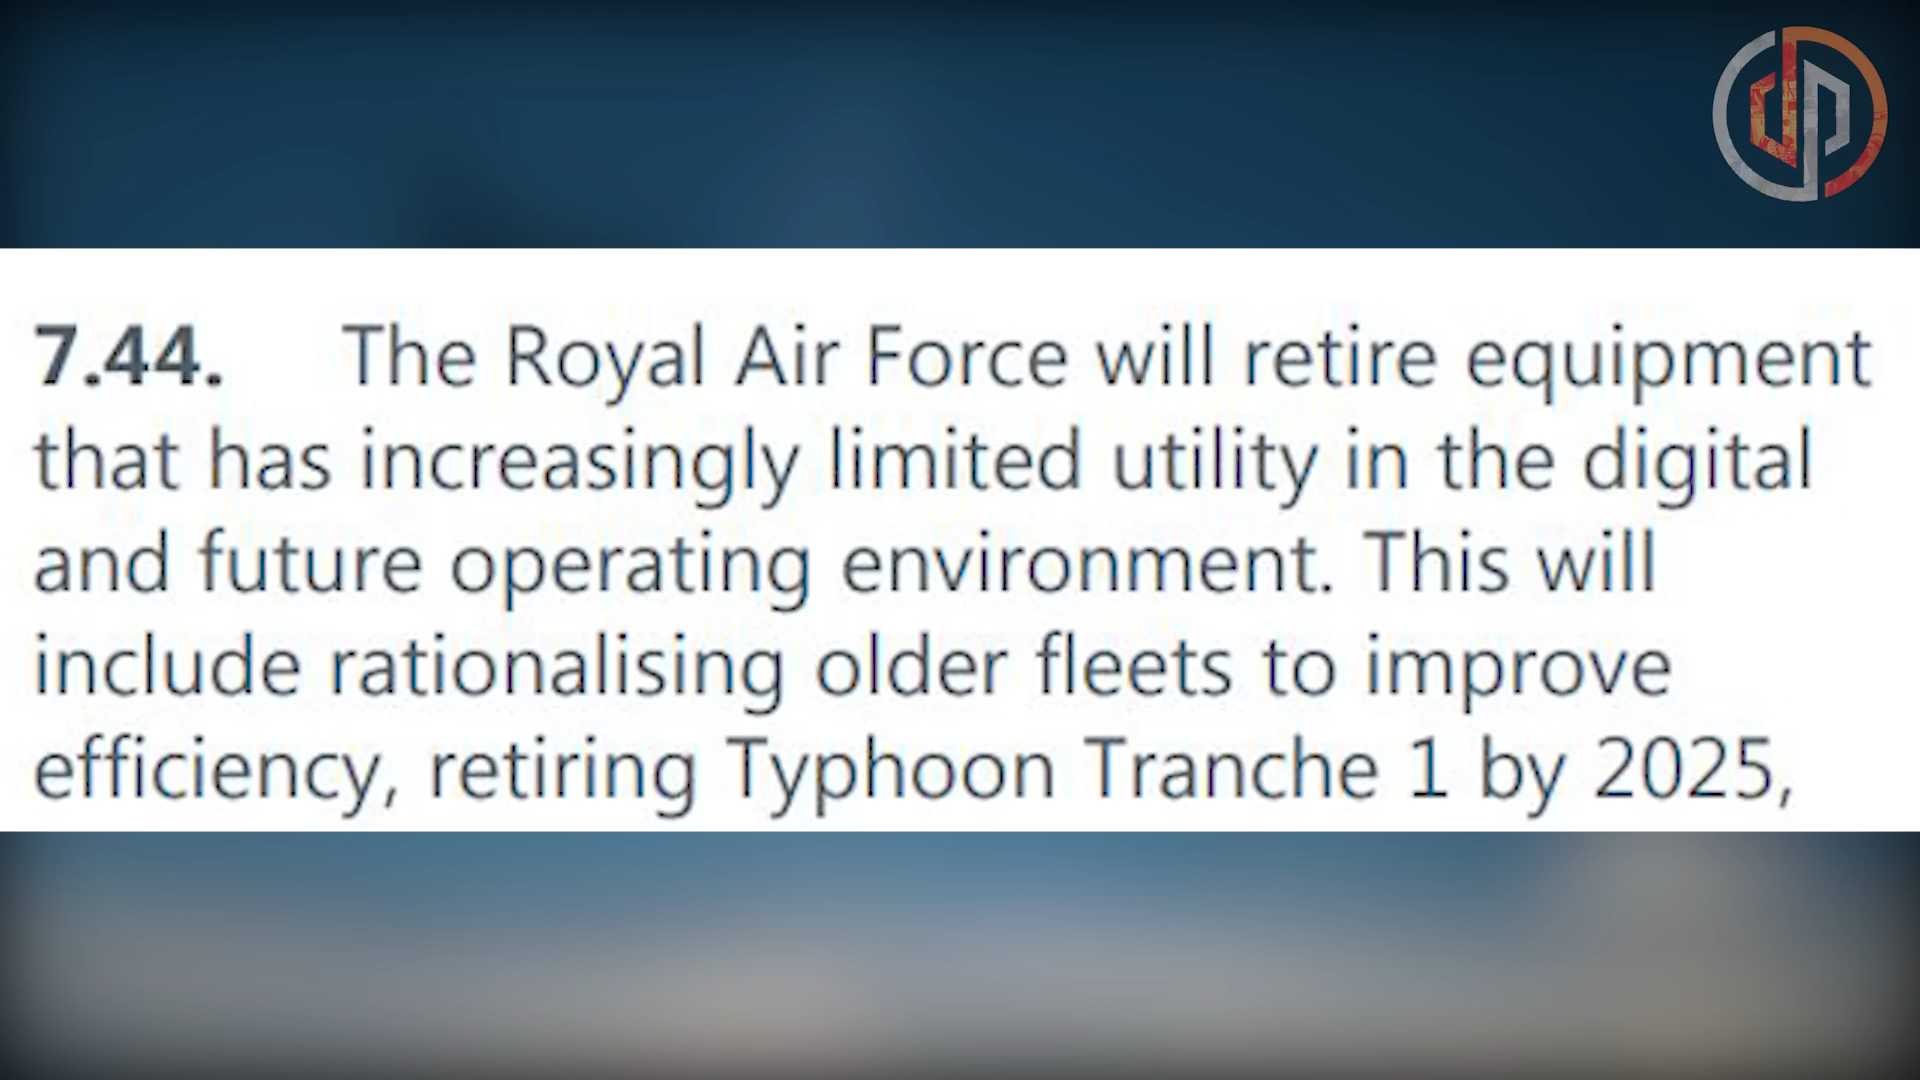 7.44. The Royal Air Force will retire equipment
that has increasingly limited utility in the digital
and future operating environment. This will
include rationalising older fleets to improve
efficiency, retiring Typhoon Tranche 1 by 2025,